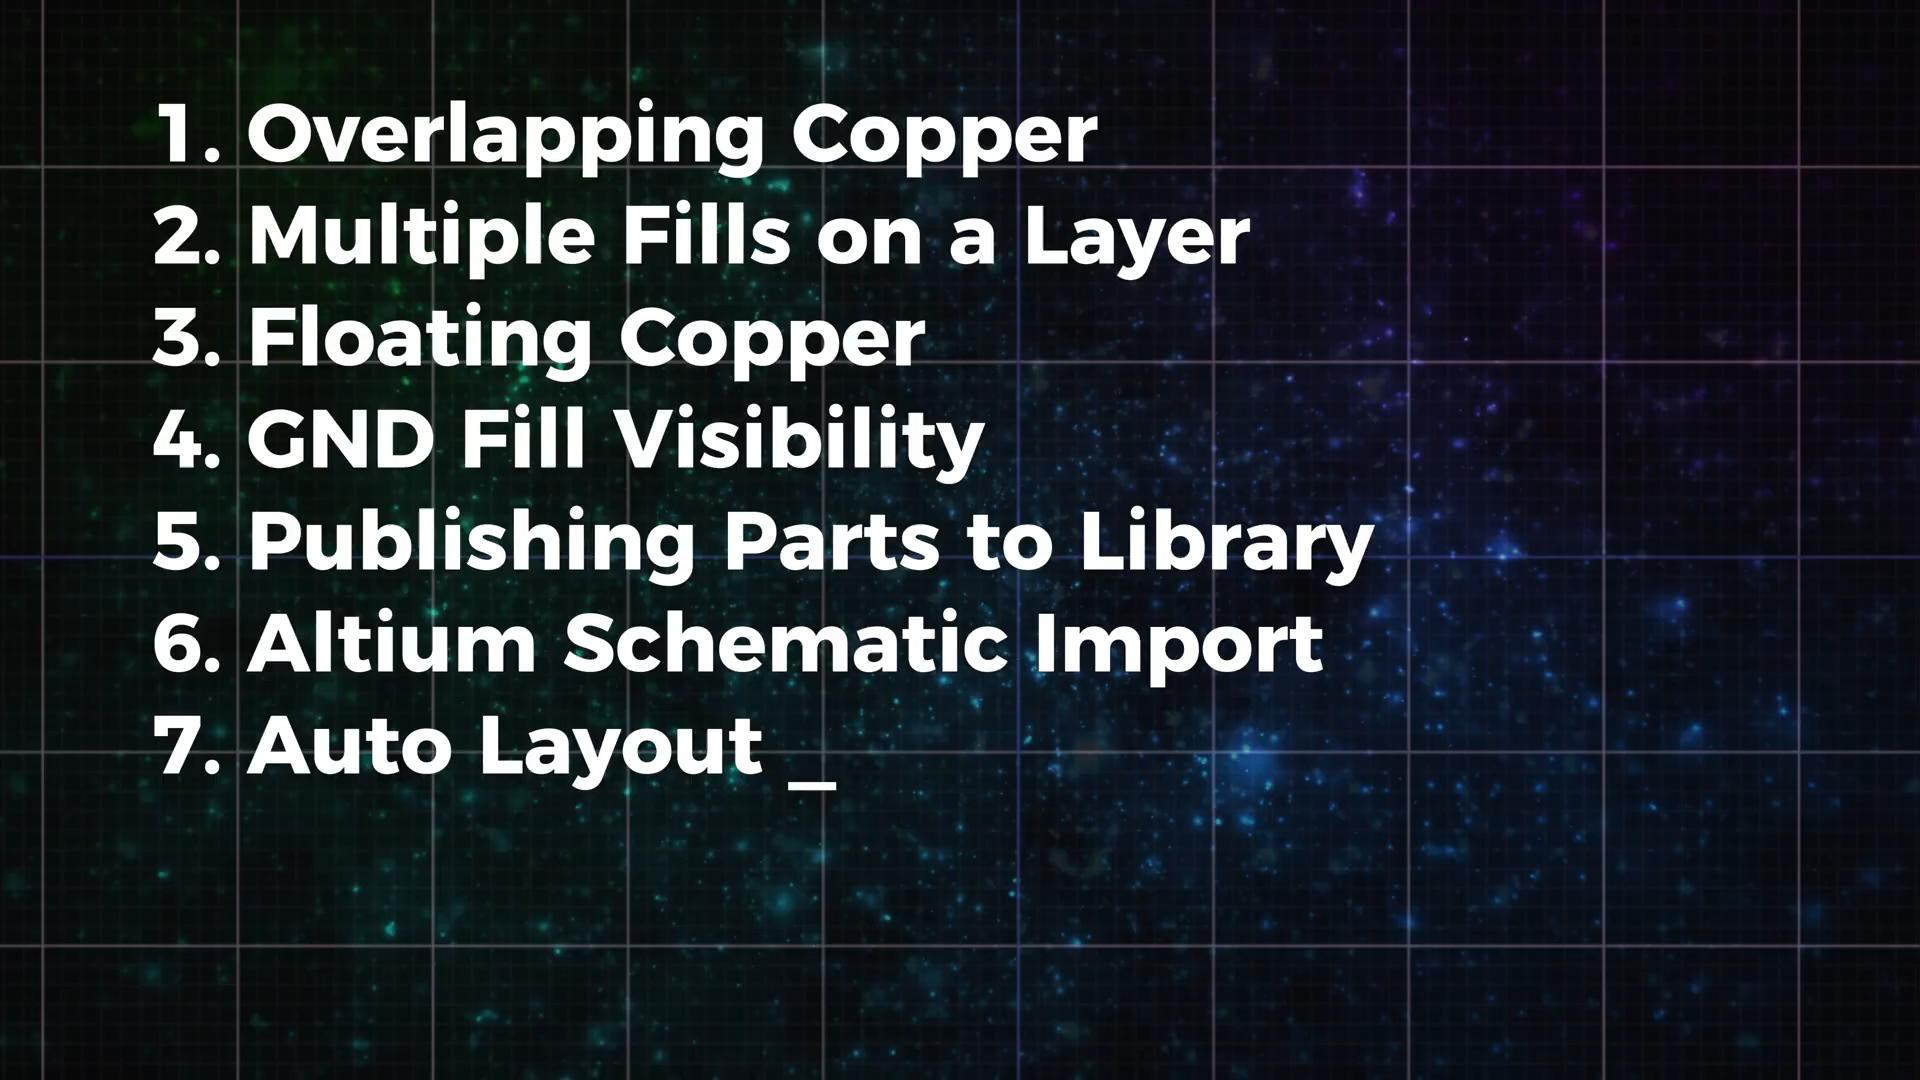 1. Overlapping Copper
2. Multiple Fills on a Layer
3. Floating Copper
4. GND Fill Visibility
5. Publishing Parts to Library
6. Altium Schematic Import
7. Auto Layout _